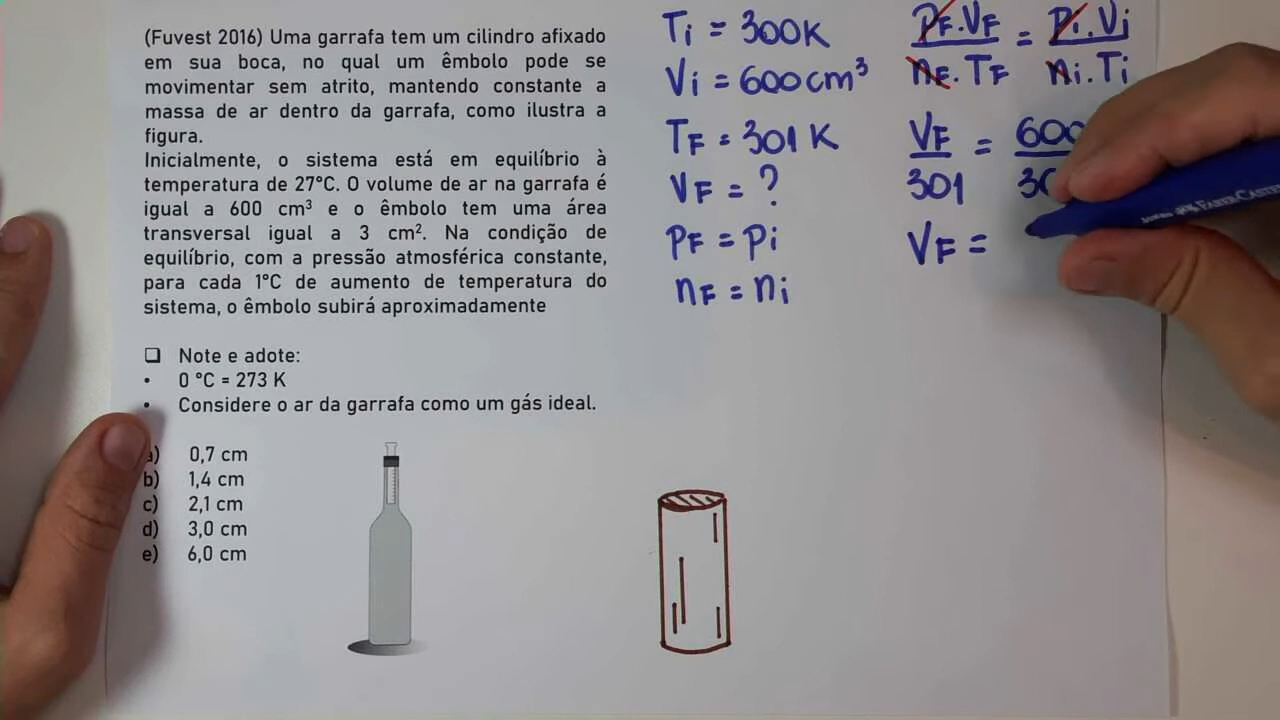 (Fuvest 2016) Uma garrafa tem um cilindro afixado
em sua boca, no qual um êmbolo pode se
movimentar sem atrito, mantendo constante a
massa de ar dentro da garrafa, como ilustra a
figura.
Inicialmente, o sistema está em equilíbrio à
temperatura de 27°C. O volume de ar na garrafa é
igual a 600 cm³ e o êmbolo tem uma área
transversal igual a 3 cm². Na condição de
equilíbrio, com a pressão atmosférica constante,
para cada 1°C de aumento de temperatura do
sistema, o êmbolo subirá aproximadamente
❑ Note e adote:
• 0 °C = 273 K
• Considere o ar da garrafa como um gás ideal.
a) 0,7 cm
b) 1,4 cm
c) 2,1 cm
d) 3,0 cm
e) 6,0 cm
Ti = 300K
Vi = 600cm³
TF = 301 K
VF = ?
PF = Pi
nF = ni
PF.VF = Pi.Vi
nF.TF ni.Ti
VF = 600
301
VF =